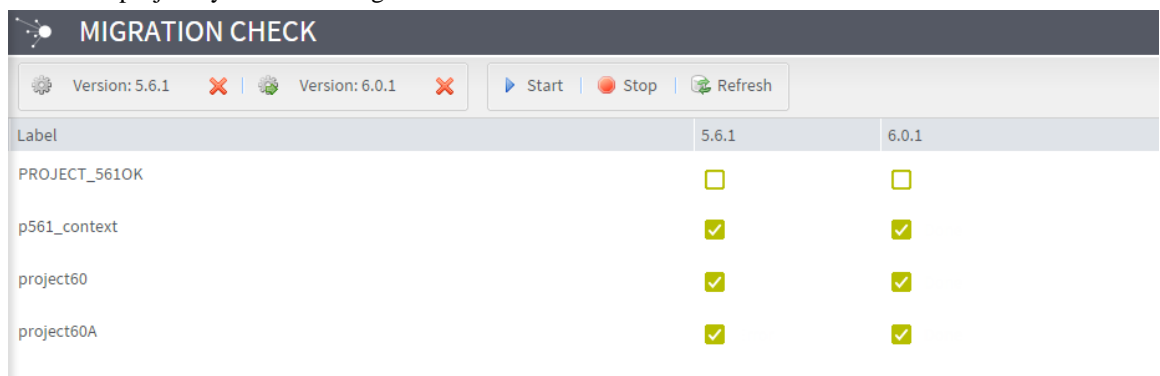 MIGRATION CHECK
Version: 5.6.1 Version: 6.0.1 Start Stop Refresh
Label 5.6.1 6.0.1
PROJECT_561OK
p561_context
project60
project60A